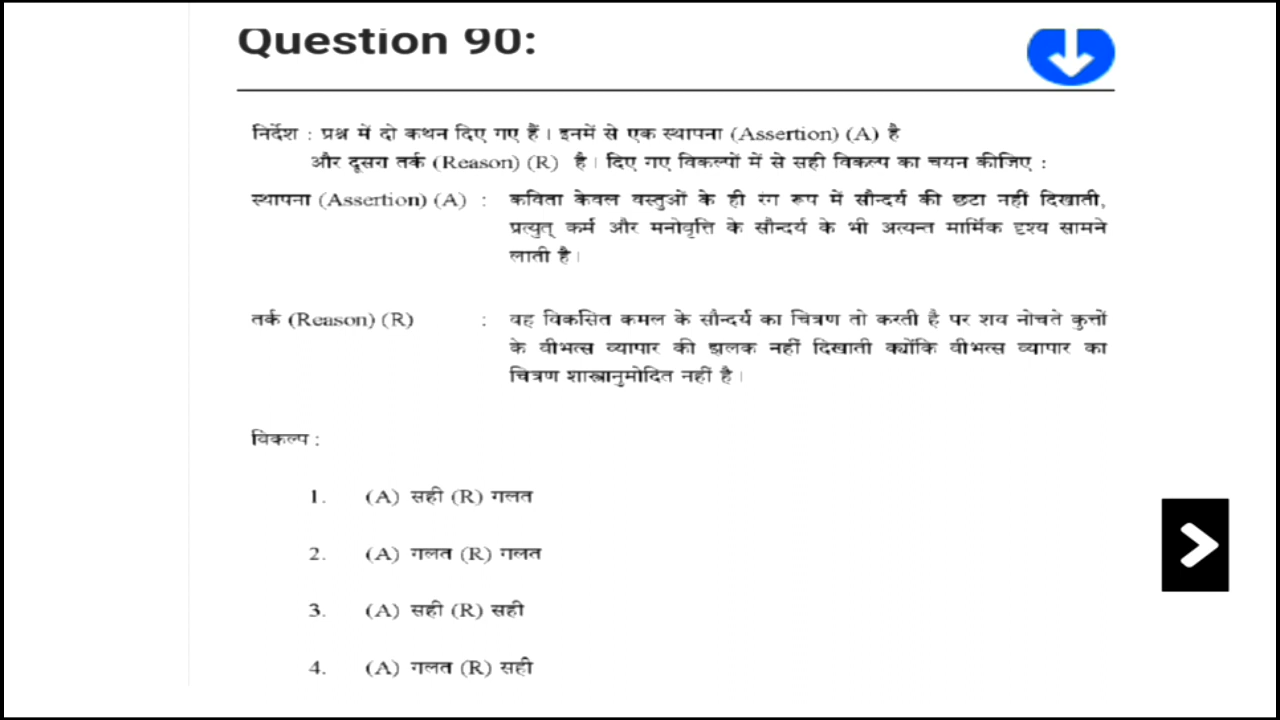 Question 90:
निर्देश : प्रश्न में दो कथन दिए गए हैं। इनमें से एक स्थापना (Assertion) (A) है
और दूसरा तर्क (Reason) (R) है। दिए गए विकल्पों में से सही विकल्प का चयन कीजिए :
स्थापना (Assertion) (A) : कविता केवल वस्तुओं के ही रंग रूप में सौन्दर्य की छटा नहीं दिखाती,
प्रत्युत् कर्म और मनोवृत्ति के सौन्दर्य के भी अत्यन्त मार्मिक दृश्य सामने
लाती है।
तर्क (Reason) (R) : वह विकसित कमल के सौन्दर्य का चित्रण तो करती है पर शव नोचते कुत्तों
के वीभत्स व्यापार की झलक नहीं दिखाती क्योंकि वीभत्स व्यापार का
चित्रण शास्त्रानुमोदित नहीं है।
विकल्प :
1. (A) सही (R) गलत
2. (A) गलत (R) गलत
3. (A) सही (R) सही
4. (A) गलत (R) सही